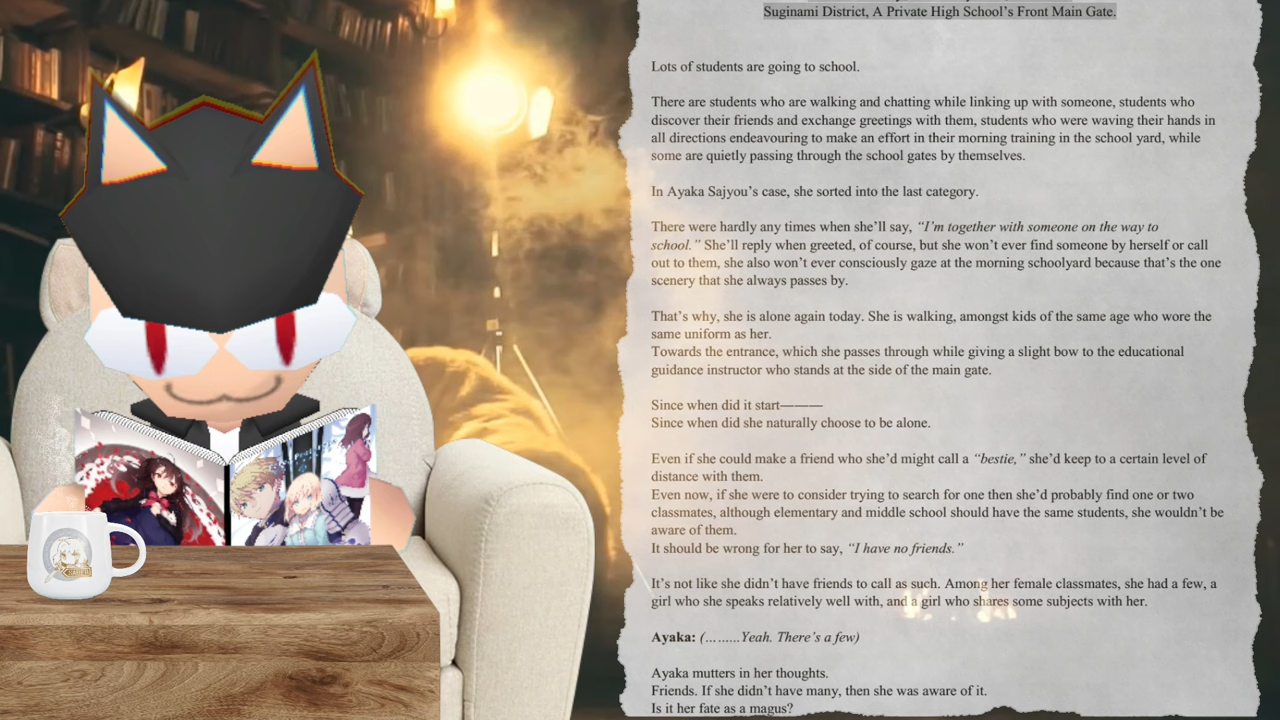 Suginami District, A Private High School’s Front Main Gate.
Lots of students are going to school.
There are students who are walking and chatting while linking up with someone, students who
discover their friends and exchange greetings with them, students who were waving their hands in
all directions endeavouring to make an effort in their morning training in the school yard, while
some are quietly passing through the school gates by themselves.
In Ayaka Sajyou’s case, she sorted into the last category.
There were hardly any times when she’ll say, “I’m together with someone on the way to
school.” She’ll reply when greeted, of course, but she won’t ever find someone by herself or call
out to them, she also won’t ever consciously gaze at the morning schoolyard because that’s the one
scenery that she always passes by.
That’s why, she is alone again today. She is walking, amongst kids of the same age who wore the
same uniform as her.
Towards the entrance, which she passes through while giving a slight bow to the educational
guidance instructor who stands at the side of the main gate.
Since when did it start———
Since when did she naturally choose to be alone.
Even if she could make a friend who she’d might call a “bestie,” she’d keep to a certain level of
distance with them.
Even now, if she were to consider trying to search for one then she’d probably find one or two
classmates, although elementary and middle school should have the same students, she wouldn’t be
aware of them.
It should be wrong for her to say, “I have no friends.”
It’s not like she didn’t have friends to call as such. Among her female classmates, she had a few, a
girl who she speaks relatively well with, and a girl who shares some subjects with her.
Ayaka: (………Yeah. There’s a few)
Ayaka mutters in her thoughts.
Friends. If she didn’t have many, then she was aware of it.
Is it her fate as a magus?